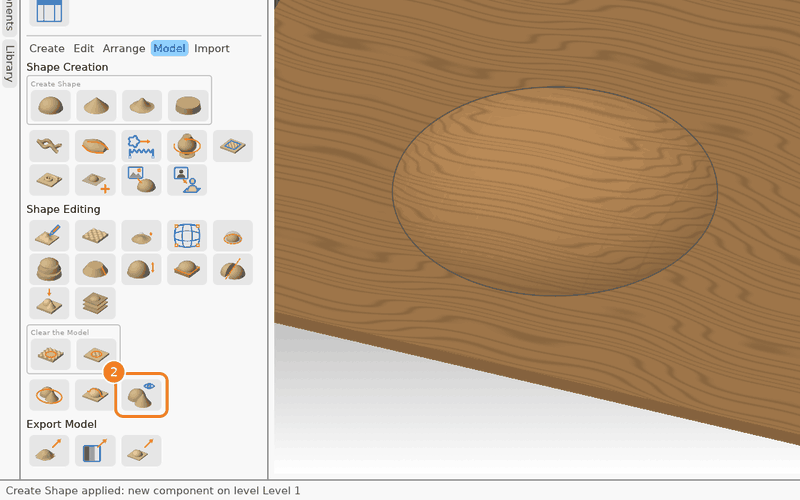 nents
Library
Create Edit Arrange Model Import
Shape Creation
Create Shape
Shape Editing
Clear the Model
2
Export Model
Create Shape applied: new component on level Level 1